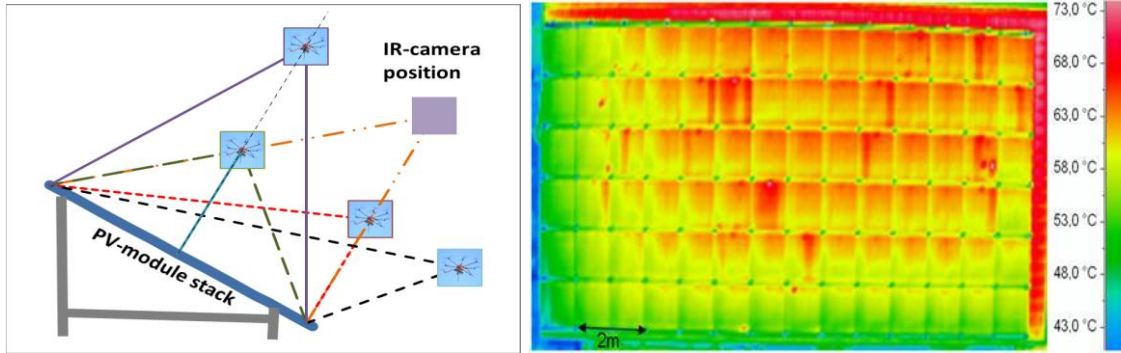 IR-camera
position
PV-module stack
2m
73,0 °C
68,0 °C
63,0 °C
58,0 °C
53,0 °C
48,0 °C
43,0 °C